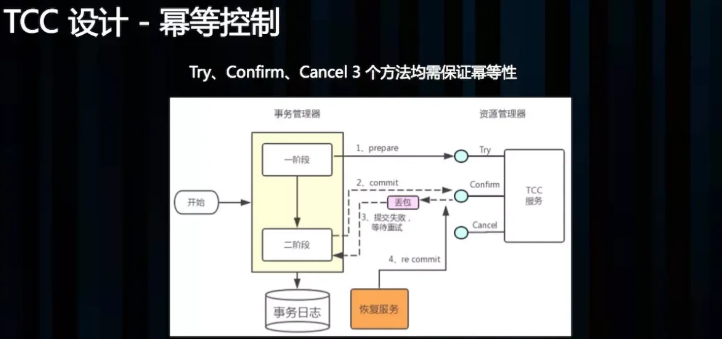 TCC 设计 - 幂等控制
Try、Confirm、Cancel 3 个方法均需保证幂等性
事务管理器
资源管理器
一阶段
1、prepare
Try
开始
2、commit
Confirm
TCC
服务
丢包
3、提交失败，
等待重试
Cancel
二阶段
4、re commit
事务日志
恢复服务